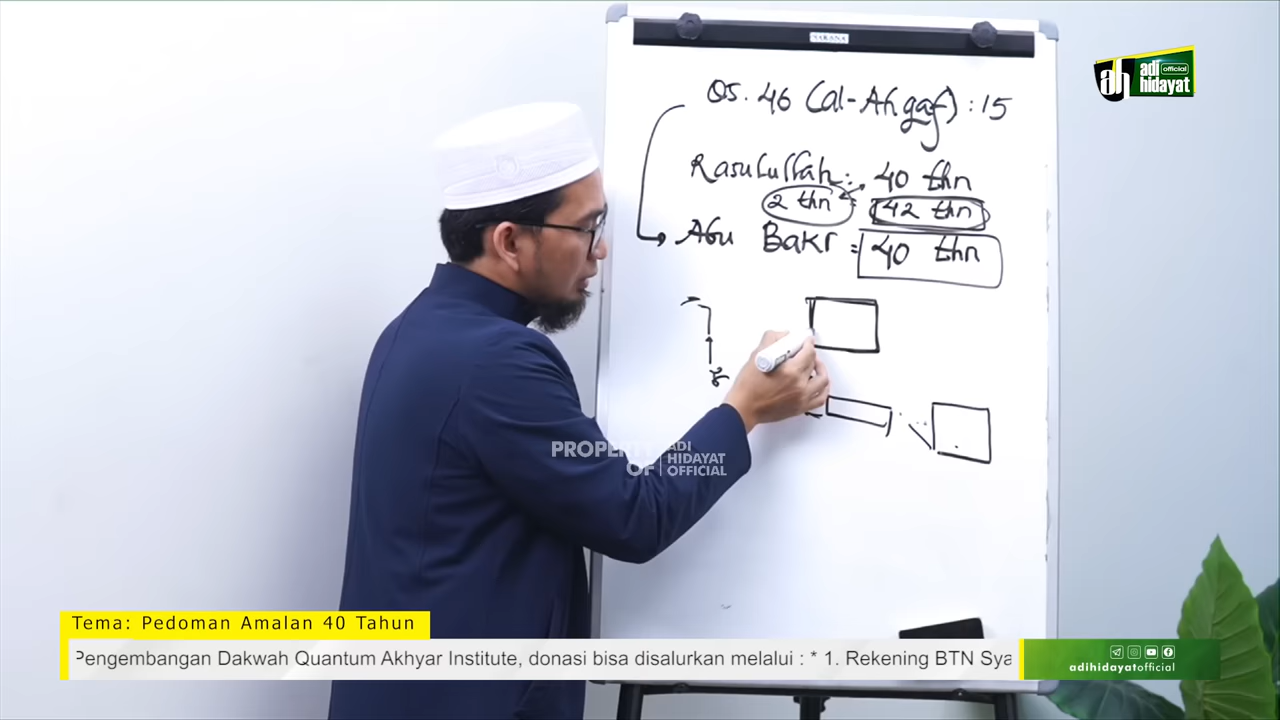 SARANA
adi official
hidayat
QS. 46 (al-Ahqaf) : 15
Rasulullah : 40 thn
2 thn = 42 thn
Abu Bakr = 40 thn
PROPERTY OF ADI HIDAYAT OFFICIAL
Tema: Pedoman Amalan 40 Tahun
Pengembangan Dakwah Quantum Akhyar Institute, donasi bisa disalurkan melalui : * 1. Rekening BTN Sya
adihidayatofficial